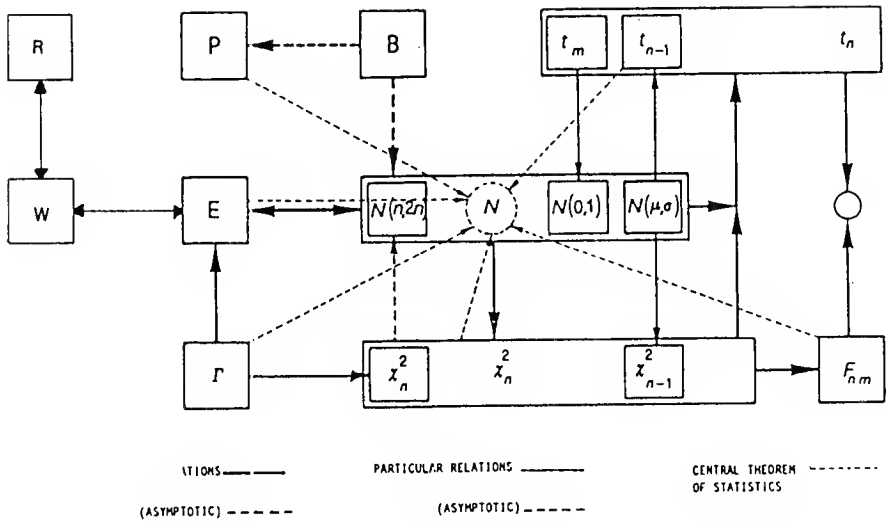 R P B t_m t_{n-1} t_n
W E N(n,2n) N N(0,1) N(μ,σ)
Γ χ²_n χ²_n χ²_{n-1} F_{nm}
PARTICULAR RELATIONS CENTRAL THEOREM
OF STATISTICS
(ASYMPTOTIC) (ASYMPTOTIC)